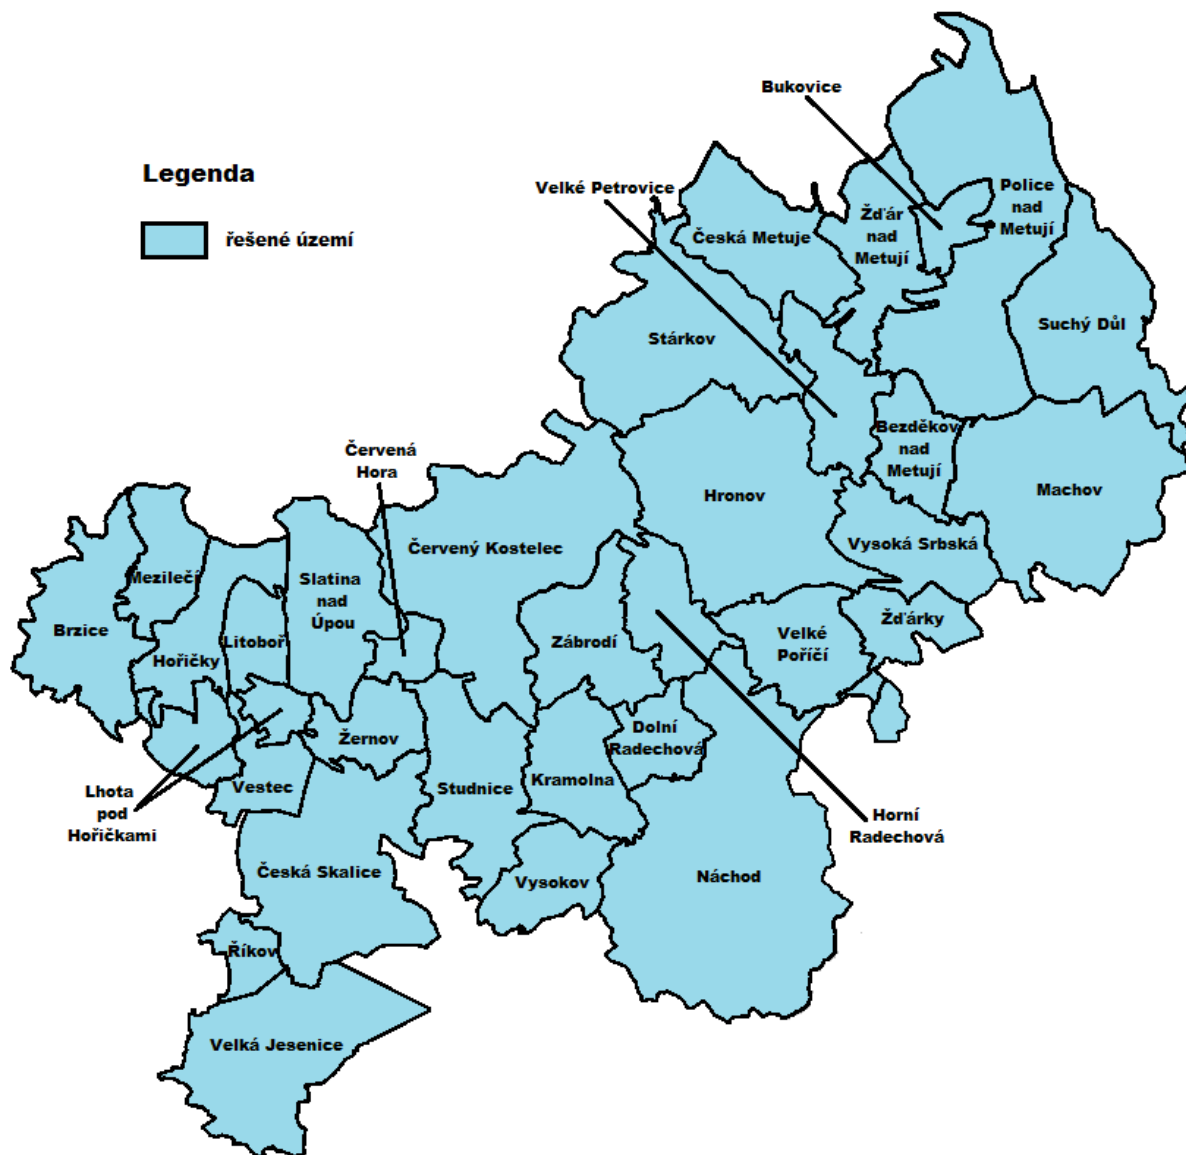 Bukovice
Legenda
Velké Petrovice
Police
nad
Metují
Žďár
nad
Metují
Česká Metuje
řešené území
Suchý Důl
Stárkov
Bezděkov
nad
Metují
Červená
Hora
Hronov
Machov
Červený Kostelec
Vysoká Srbská
Mezilečí
Slatina
nad
Úpou
Brzice
Žďárky
Litoboř
Zábrodí
Velké
Poříčí
Hořičky
Žernov
Dolní
Radechová
Kramolna
Vestec
Studnice
Lhota
pod
Hořičkami
Horní
Radechová
Česká Skalice
Vysokov
Náchod
Říkov
Velká Jesenice